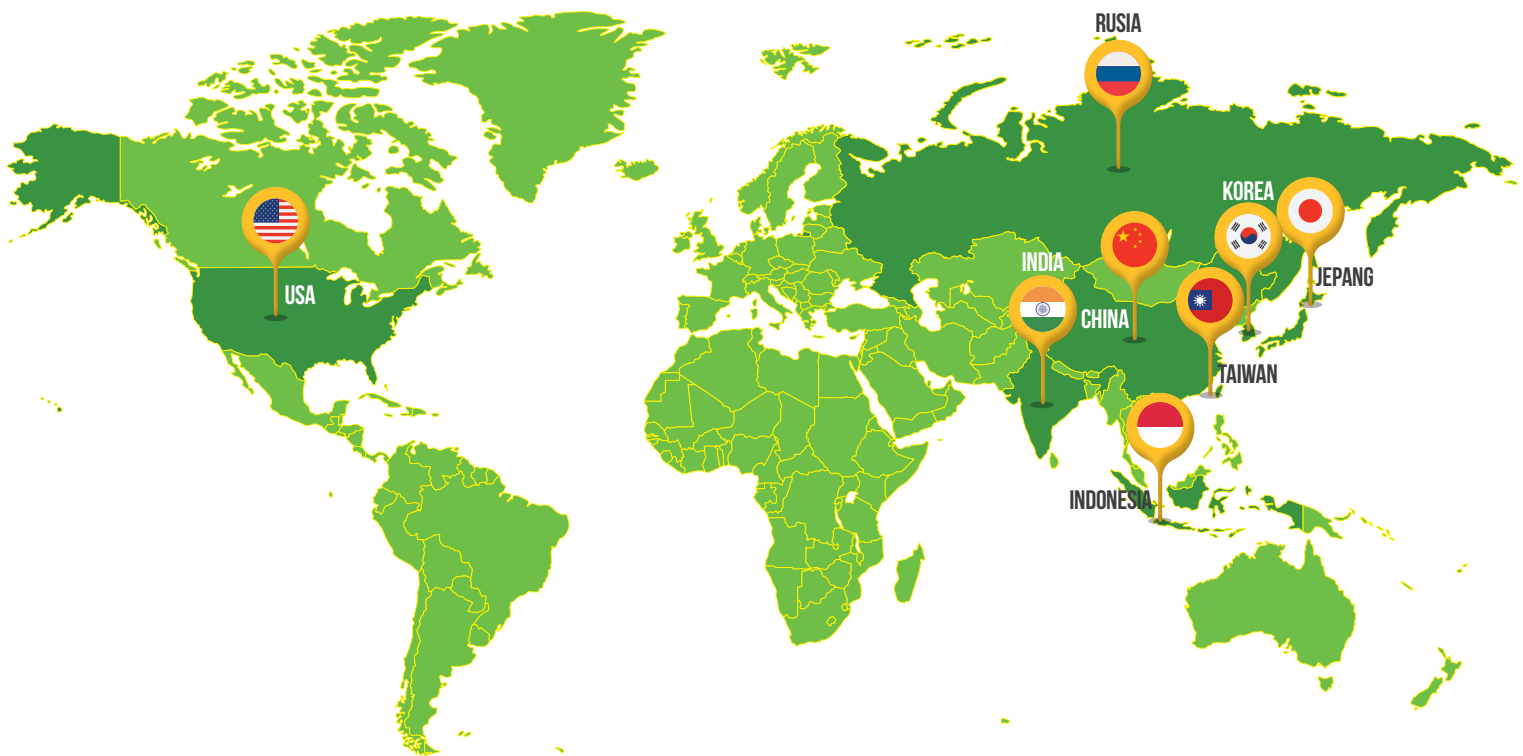 RUSIA
KOREA
INDIA
JEPANG
USA
CHINA
TAIWAN
INDONESIA